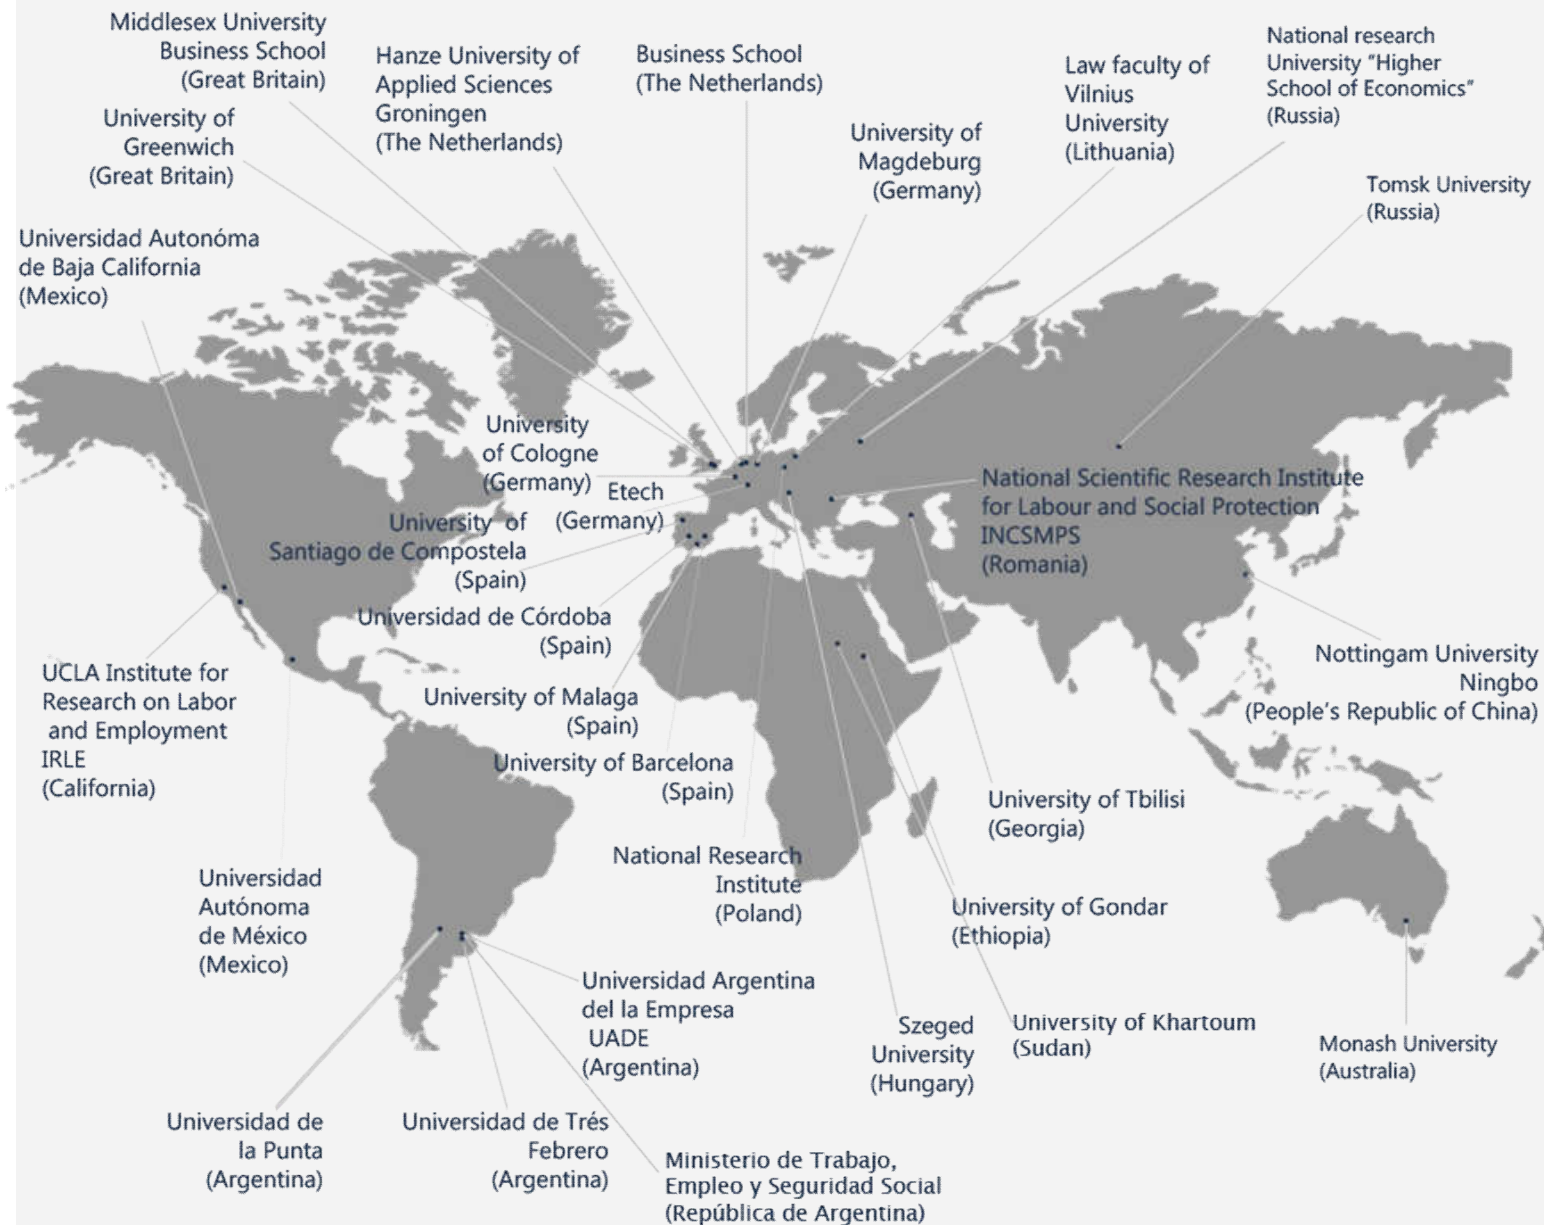 Middlesex University
Business School
(Great Britain)
Hanze University of
Applied Sciences
Groningen
(The Netherlands)
Business School
(The Netherlands)
National research
University "Higher
School of Economics"
(Russia)
Law faculty of
Vilnius
University
(Lithuania)
University of
Greenwich
(Great Britain)
University of
Magdeburg
(Germany)
Tomsk University
(Russia)
Universidad Autonóma
de Baja California
(Mexico)
University
of Cologne
(Germany)
Etech
(Germany)
National Scientific Research Institute
for Labour and Social Protection
INCSMPS
(Romania)
University of
Santiago de Compostela
(Spain)
Universidad de Córdoba
(Spain)
UCLA Institute for
Research on Labor
and Employment
IRLE
(California)
University of Malaga
(Spain)
Nottingam University
Ningbo
(People's Republic of China)
University of Barcelona
(Spain)
University of Tbilisi
(Georgia)
National Research
Institute
(Poland)
Universidad
Autónoma
de México
(Mexico)
University of Gondar
(Ethiopia)
Universidad Argentina
del la Empresa
UADE
(Argentina)
Szeged
University
(Hungary)
University of Khartoum
(Sudan)
Monash University
(Australia)
Universidad de
la Punta
(Argentina)
Universidad de Trés
Febrero
(Argentina)
Ministerio de Trabajo,
Empleo y Seguridad Social
(República de Argentina)